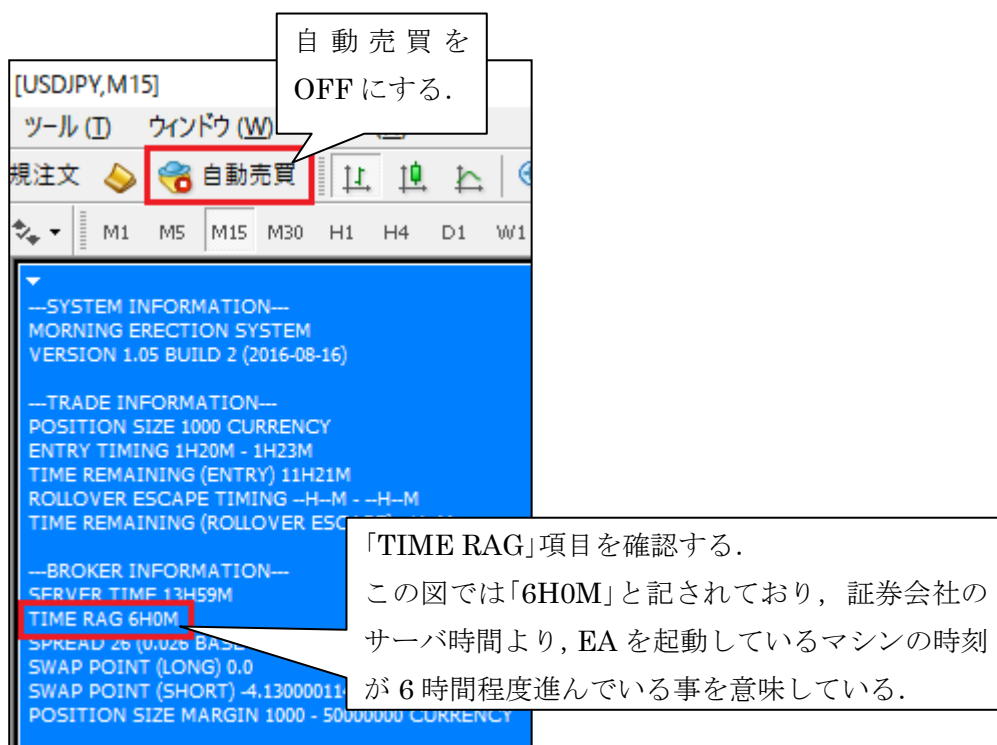 自動売買を
OFFにする.
[USDJPY,M15]
ツール(T) ウインドウ(W)
規注文 自動売買
M1 M5 M15 M30 H1 H4 D1 W1
---SYSTEM INFORMATION---
MORNING ERECTION SYSTEM
VERSION 1.05 BUILD 2 (2016-08-16)
---TRADE INFORMATION---
POSITION SIZE 1000 CURRENCY
ENTRY TIMING 1H20M - 1H23M
TIME REMAINING (ENTRY) 11H21M
ROLLOVER ESCAPE TIMING --H--M - --H--M
TIME REMAINING (ROLLOVER
---BROKER INFORMATION---
SERVER TIME 13H59M
TIME RAG 6H0M
SPREAD 26 (0.026
SWAP POINT (LONG) 0.0
SWAP POINT (SHORT) -4.1300001
POSITION SIZE MARGIN 1000 - 50000000 CURRENCY
「TIME RAG」項目を確認する.
この図では「6H0M」と記されており，証券会社の
サーバ時間より，EAを起動しているマシンの時刻
が6時間程度進んでいる事を意味している.